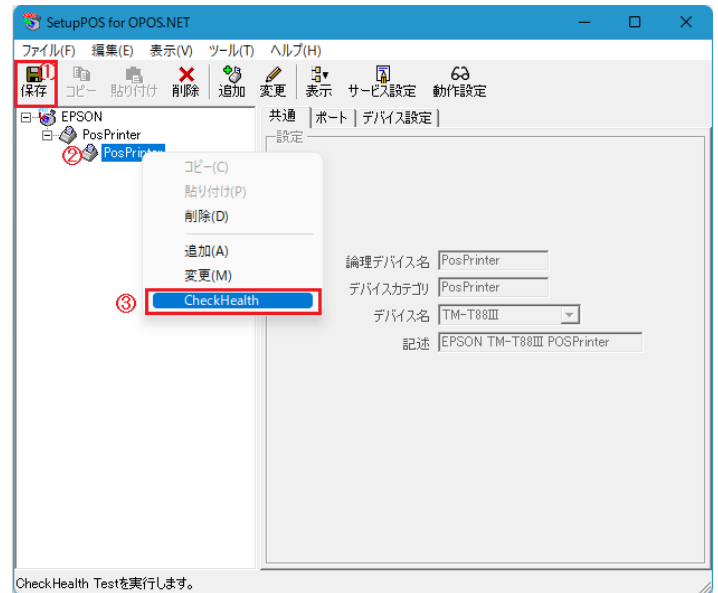 SetupPOS for OPOS.NET
ファイル(F) 編集(E) 表示(V) ツール(T) ヘルプ(H)
①
保存 コピー 貼り付け 削除 追加 変更 表示 サービス設定 動作設定
EPSON
PosPrinter
② PosPrinter
コピー(C)
貼り付け(P)
削除(D)
追加(A)
変更(M)
③ CheckHealth
共通 ポート デバイス設定
設定
論理デバイス名 PosPrinter
デバイスカテゴリ PosPrinter
デバイス名 TM-T88Ⅲ
記述 EPSON TM-T88Ⅲ POSPrinter
CheckHealth Testを実行します。